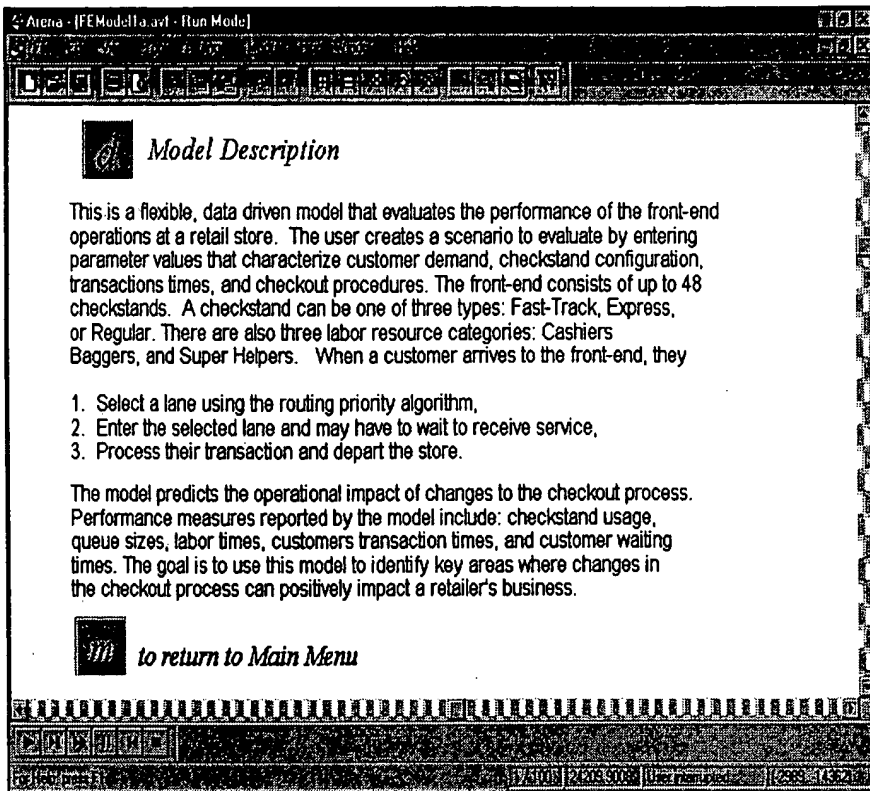 Arena - [FEModel1a.avf - Run Mode]
d Model Description
This is a flexible, data driven model that evaluates the performance of the front-end
operations at a retail store. The user creates a scenario to evaluate by entering
parameter values that characterize customer demand, checkstand configuration,
transactions times, and checkout procedures. The front-end consists of up to 48
checkstands. A checkstand can be one of three types: Fast-Track, Express,
or Regular. There are also three labor resource categories: Cashiers
Baggers, and Super Helpers. When a customer arrives to the front-end, they
1. Select a lane using the routing priority algorithm,
2. Enter the selected lane and may have to wait to receive service,
3. Process their transaction and depart the store.
The model predicts the operational impact of changes to the checkout process.
Performance measures reported by the model include: checkstand usage,
queue sizes, labor times, customers transaction times, and customer waiting
times. The goal is to use this model to identify key areas where changes in
the checkout process can positively impact a retailer's business.
m to return to Main Menu